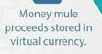 Money mule
proceeds stored in
virtual currency.